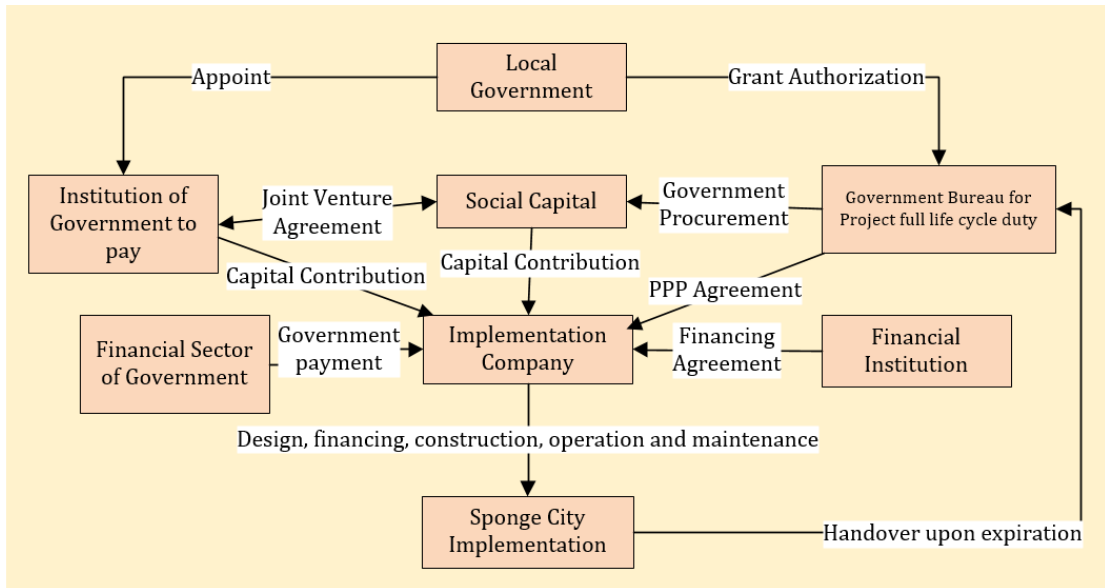 Local
Government
Appoint
Grant Authorization
Institution of
Government to
pay
Joint Venture
Agreement
Social Capital
Government
Procurement
Government Bureau for
Project full life cycle duty
Capital Contribution
Capital Contribution
PPP Agreement
Financial Sector
of Government
Government
payment
Implementation
Company
Financing
Agreement
Financial
Institution
Design, financing, construction, operation and maintenance
Sponge City
Implementation
Handover upon expiration